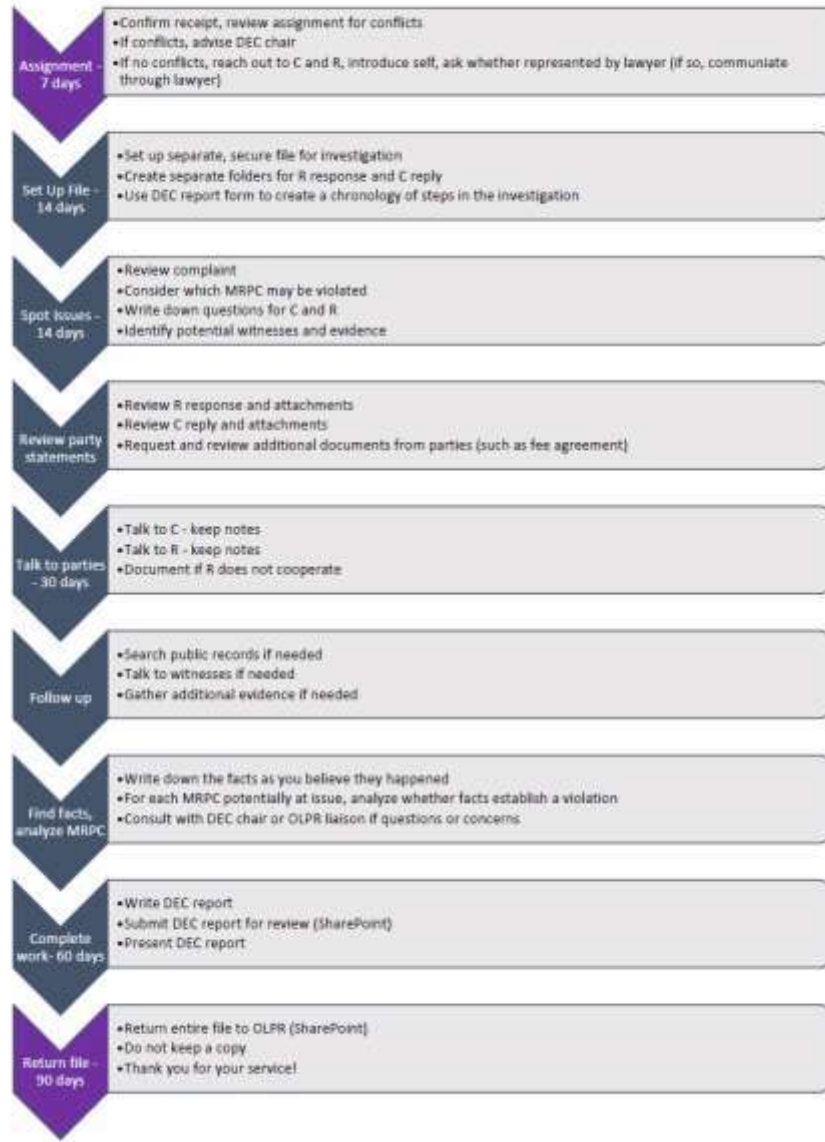 Assignment -
7 days
•Confirm receipt, review assignment for conflicts
•If conflicts, advise DEC chair
•If no conflicts, reach out to C and R, introduce self, ask whether represented by lawyer (if so, communiate
through lawyer)
Set Up File -
14 days
•Set up separate, secure file for investigation
•Create separate folders for R response and C reply
•Use DEC report form to create a chronology of steps in the investigation
Spot Issues -
14 days
•Review complaint
•Consider which MRPC may be violated
•Write down questions for C and R
•Identify potential witnesses and evidence
Review party
statements
•Review R response and attachments
•Review C reply and attachments
•Request and review additional documents from parties (such as fee agreement)
Talk to parties
- 30 days
•Talk to C - keep notes
•Talk to R - keep notes
•Document if R does not cooperate
Follow up
•Search public records if needed
•Talk to witnesses if needed
•Gather additional evidence if needed
Find facts,
analyze MRPC
•Write down the facts as you believe they happened
•For each MRPC potentially at issue, analyze whether facts establish a violation
•Consult with DEC chair or OLPR liaison if questions or concerns
Complete
work- 60 days
•Write DEC report
•Submit DEC report for review (SharePoint)
•Present DEC report
Return file -
90 days
•Return entire file to OLPR (SharePoint)
•Do not keep a copy
•Thank you for your service!